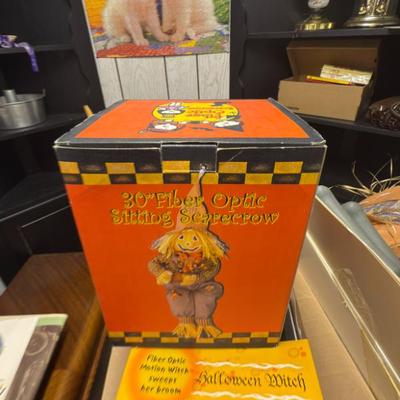 30" Fiber Optic
Sitting Scarecrow
Fiber Optic
Motion Witch
sweeps
her broom
Halloween Witch